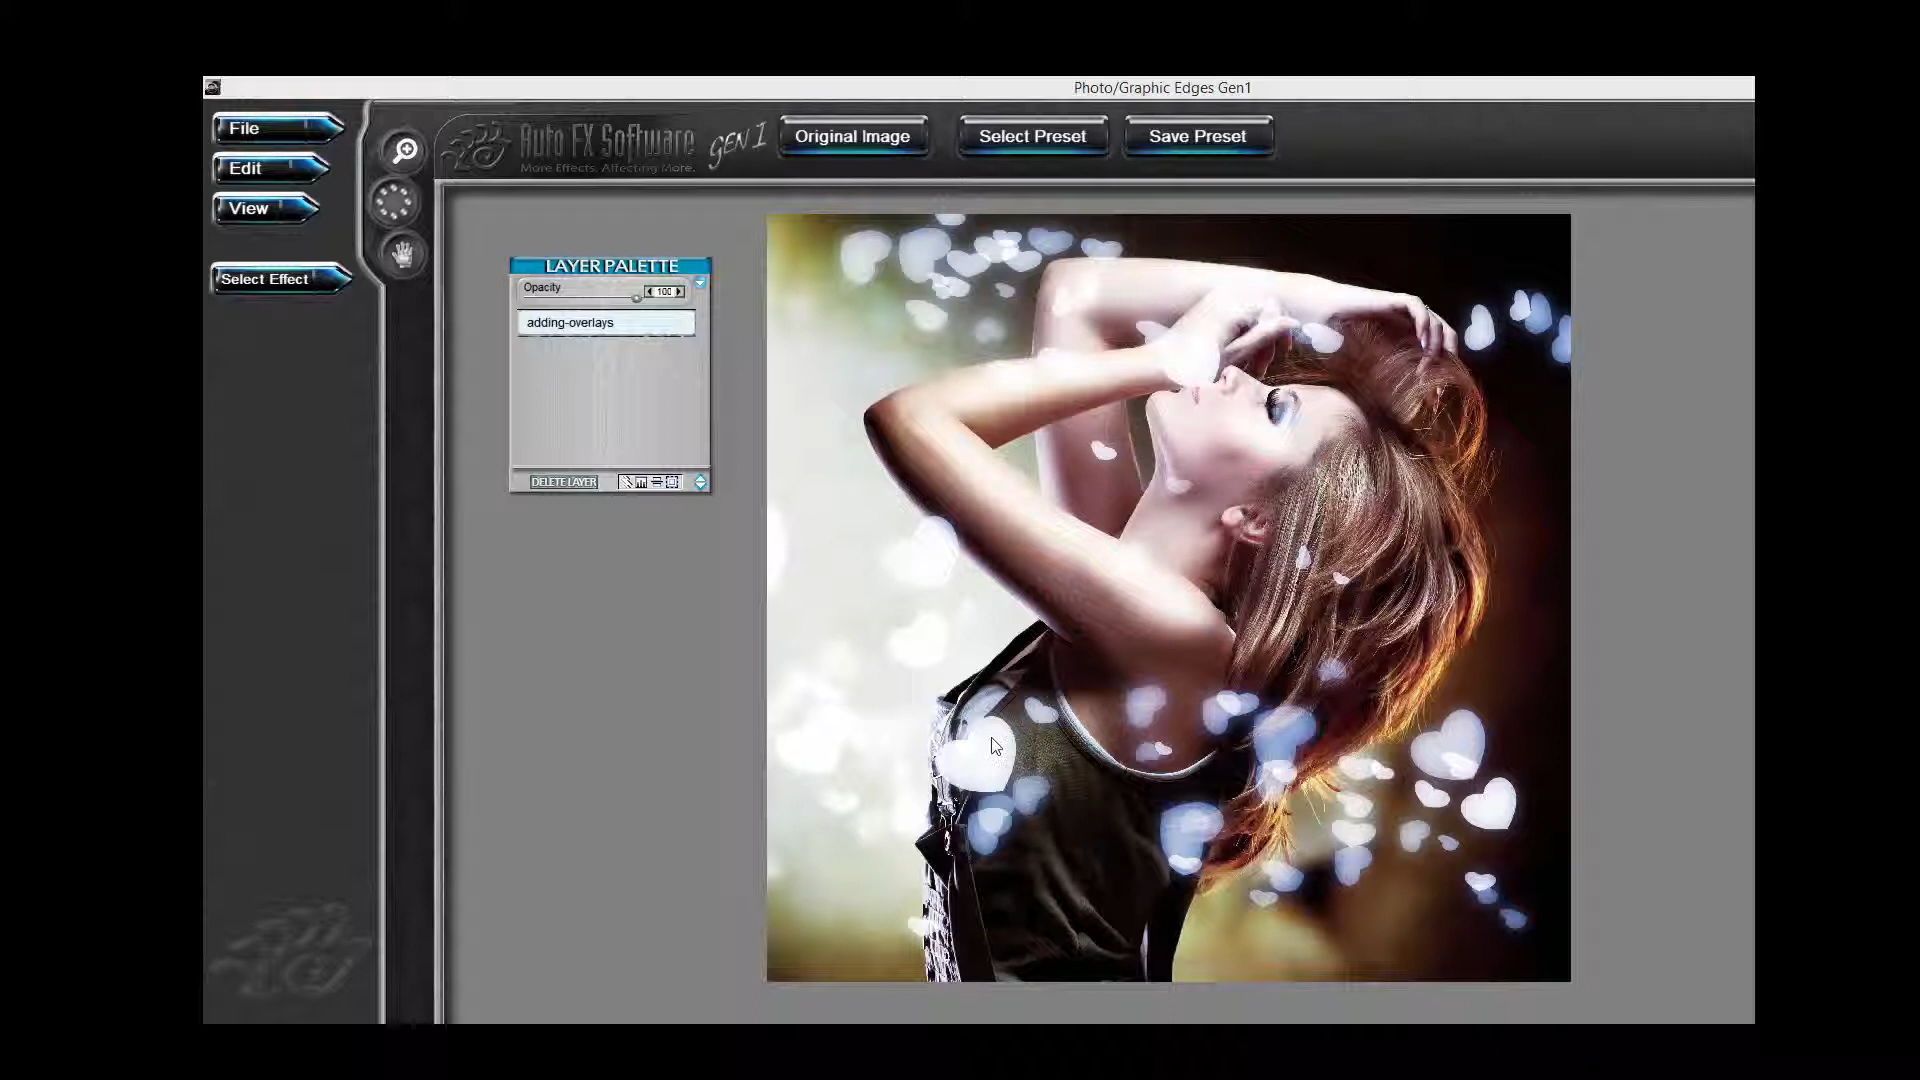 Photo/Graphic Edges Gen1
File
Edit
View
Select Effect
Auto FX Software
GEN 1
More Effects. Affecting More.
Original Image
Select Preset
Save Preset
LAYER PALETTE
Opacity
100
adding-overlays
DELETE LAYER